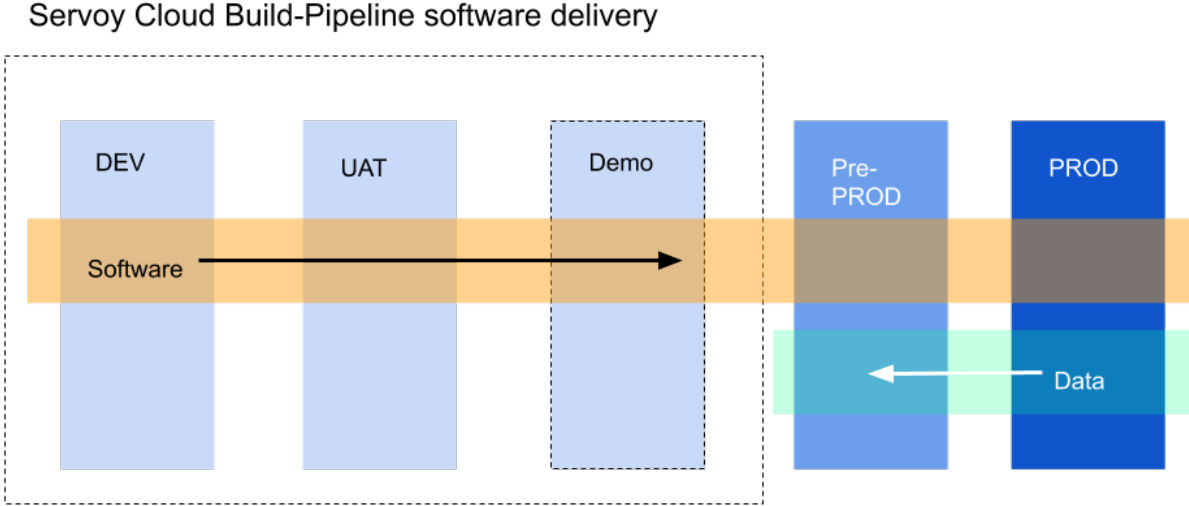 Servoy Cloud Build-Pipeline software delivery
DEV
UAT
Demo
Pre-
PROD
PROD
Software
Data